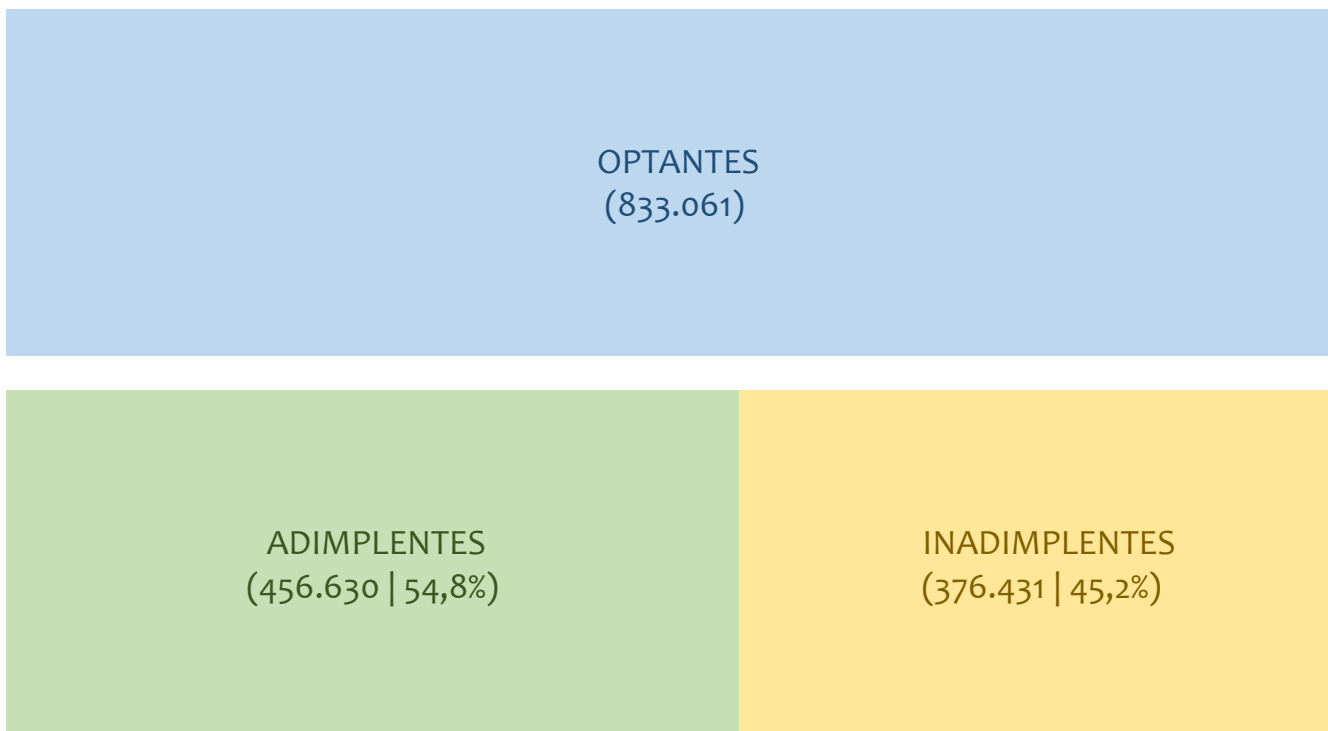 OPTANTES
(833.061)
ADIMPLENTES
(456.630 | 54,8%)
INADIMPLENTES
(376.431 | 45,2%)